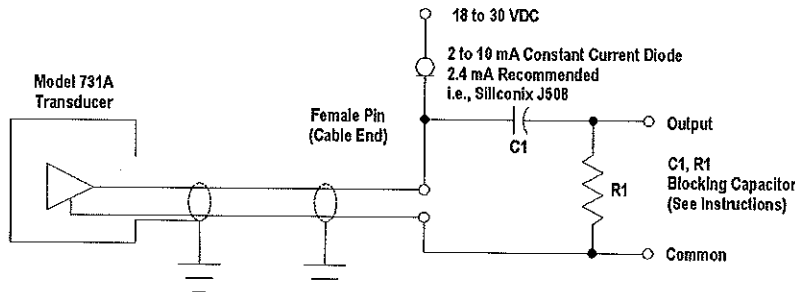 18 to 30 VDC
2 to 10 mA Constant Current Diode
2.4 mA Recommended
i.e., Siliconix J508
Model 731A
Transducer
Female Pin
(Cable End)
C1
Output
R1
C1, R1
Blocking Capacitor
(See Instructions)
Common